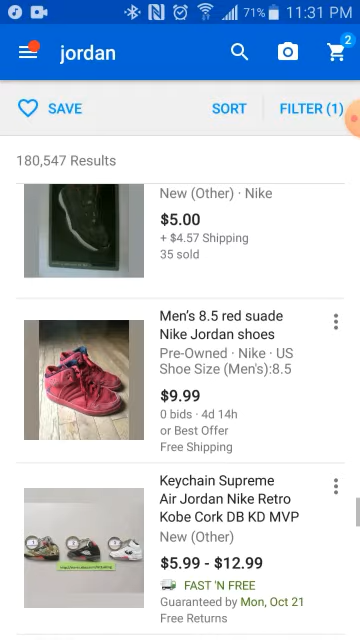 71% 11:31 PM
jordan
2
SAVE
SORT
FILTER (1)
180,547 Results
New (Other) · Nike
$5.00
+ $4.57 Shipping
35 sold
Men's 8.5 red suade
Nike Jordan shoes
Pre-Owned · Nike · US
Shoe Size (Men's):8.5
$9.99
0 bids · 4d 14h
or Best Offer
Free Shipping
Keychain Supreme
Air Jordan Nike Retro
Kobe Cork DB KD MVP
New (Other)
$5.99 - $12.99
FAST 'N FREE
Guaranteed by Mon, Oct 21
Free Returns